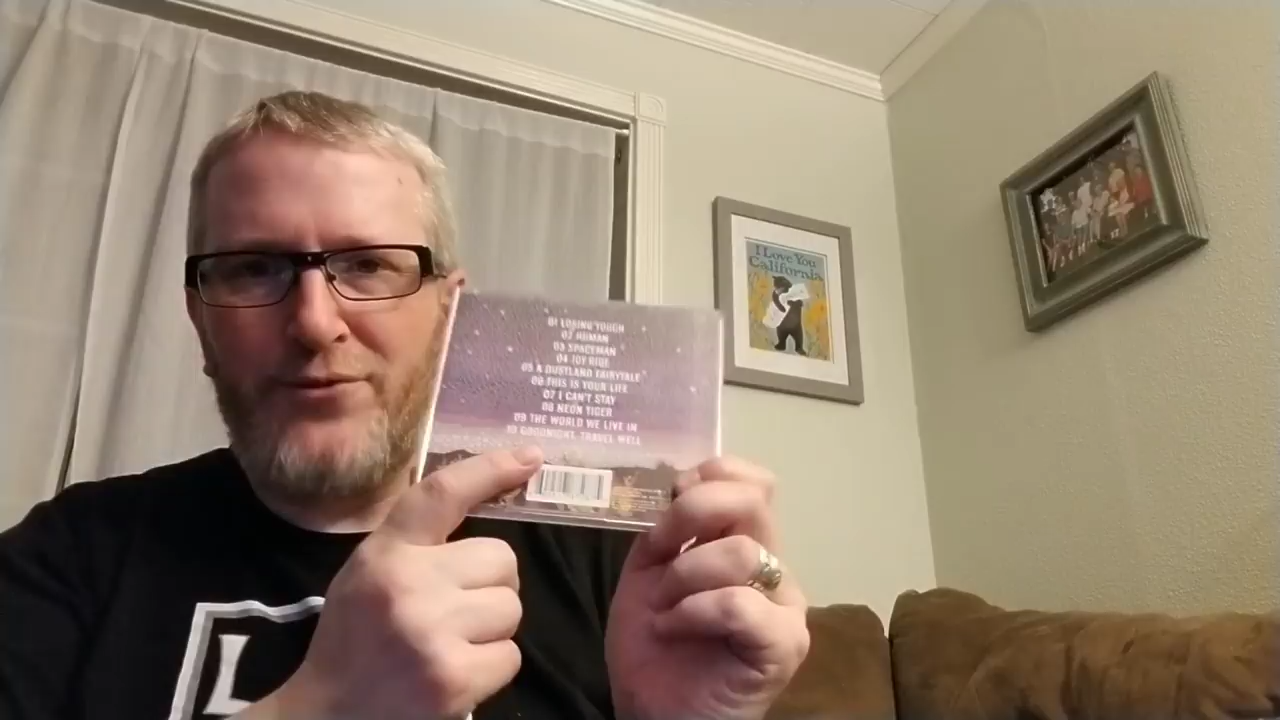 I Love You
California
01 LOSING TOUCH
02 HUMAN
03 SPACEMAN
04 JOY RIDE
05 A DUSTLAND FAIRYTALE
06 THIS IS YOUR LIFE
07 I CAN'T STAY
08 NEON TIGER
09 THE WORLD WE LIVE IN
10 GOODNIGHT, TRAVEL WELL
L